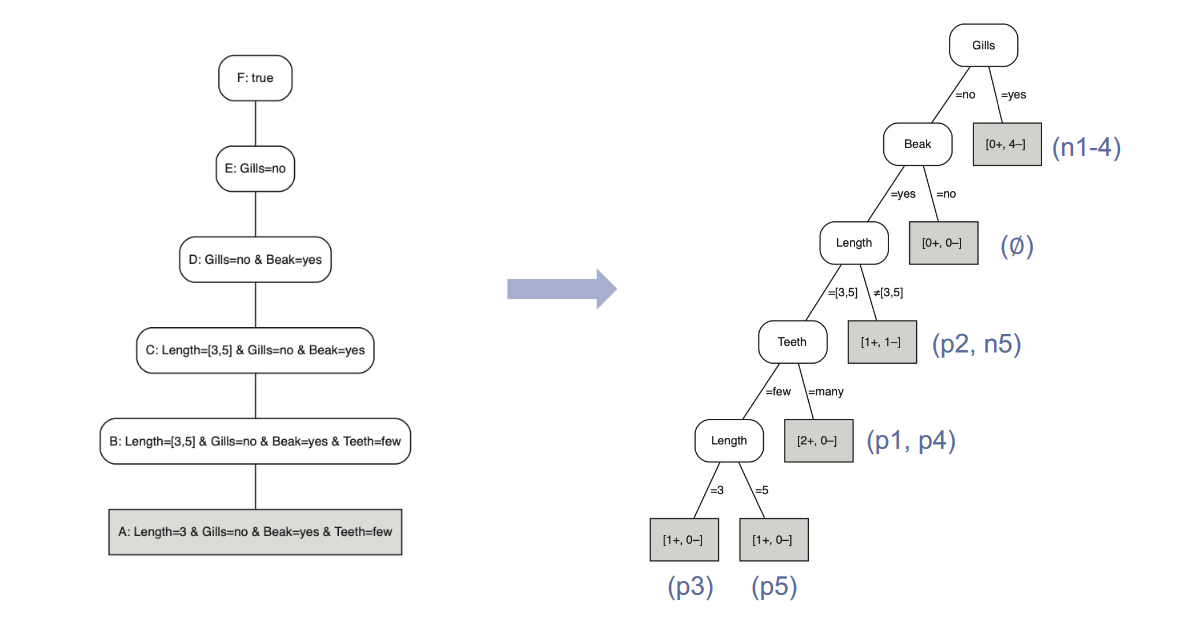 F: true
E: Gills=no
D: Gills=no & Beak=yes
C: Length=[3,5] & Gills=no & Beak=yes
B: Length=[3,5] & Gills=no & Beak=yes & Teeth=few
A: Length=3 & Gills=no & Beak=yes & Teeth=few
Gills
=no
=yes
Beak
[0+, 4–]
(n1-4)
=yes
=no
Length
[0+, 0–]
(∅)
=[3,5]
≠[3,5]
Teeth
[1+, 1–]
(p2, n5)
=few
=many
Length
[2+, 0–]
(p1, p4)
=3
=5
[1+, 0–]
[1+, 0–]
(p3)
(p5)